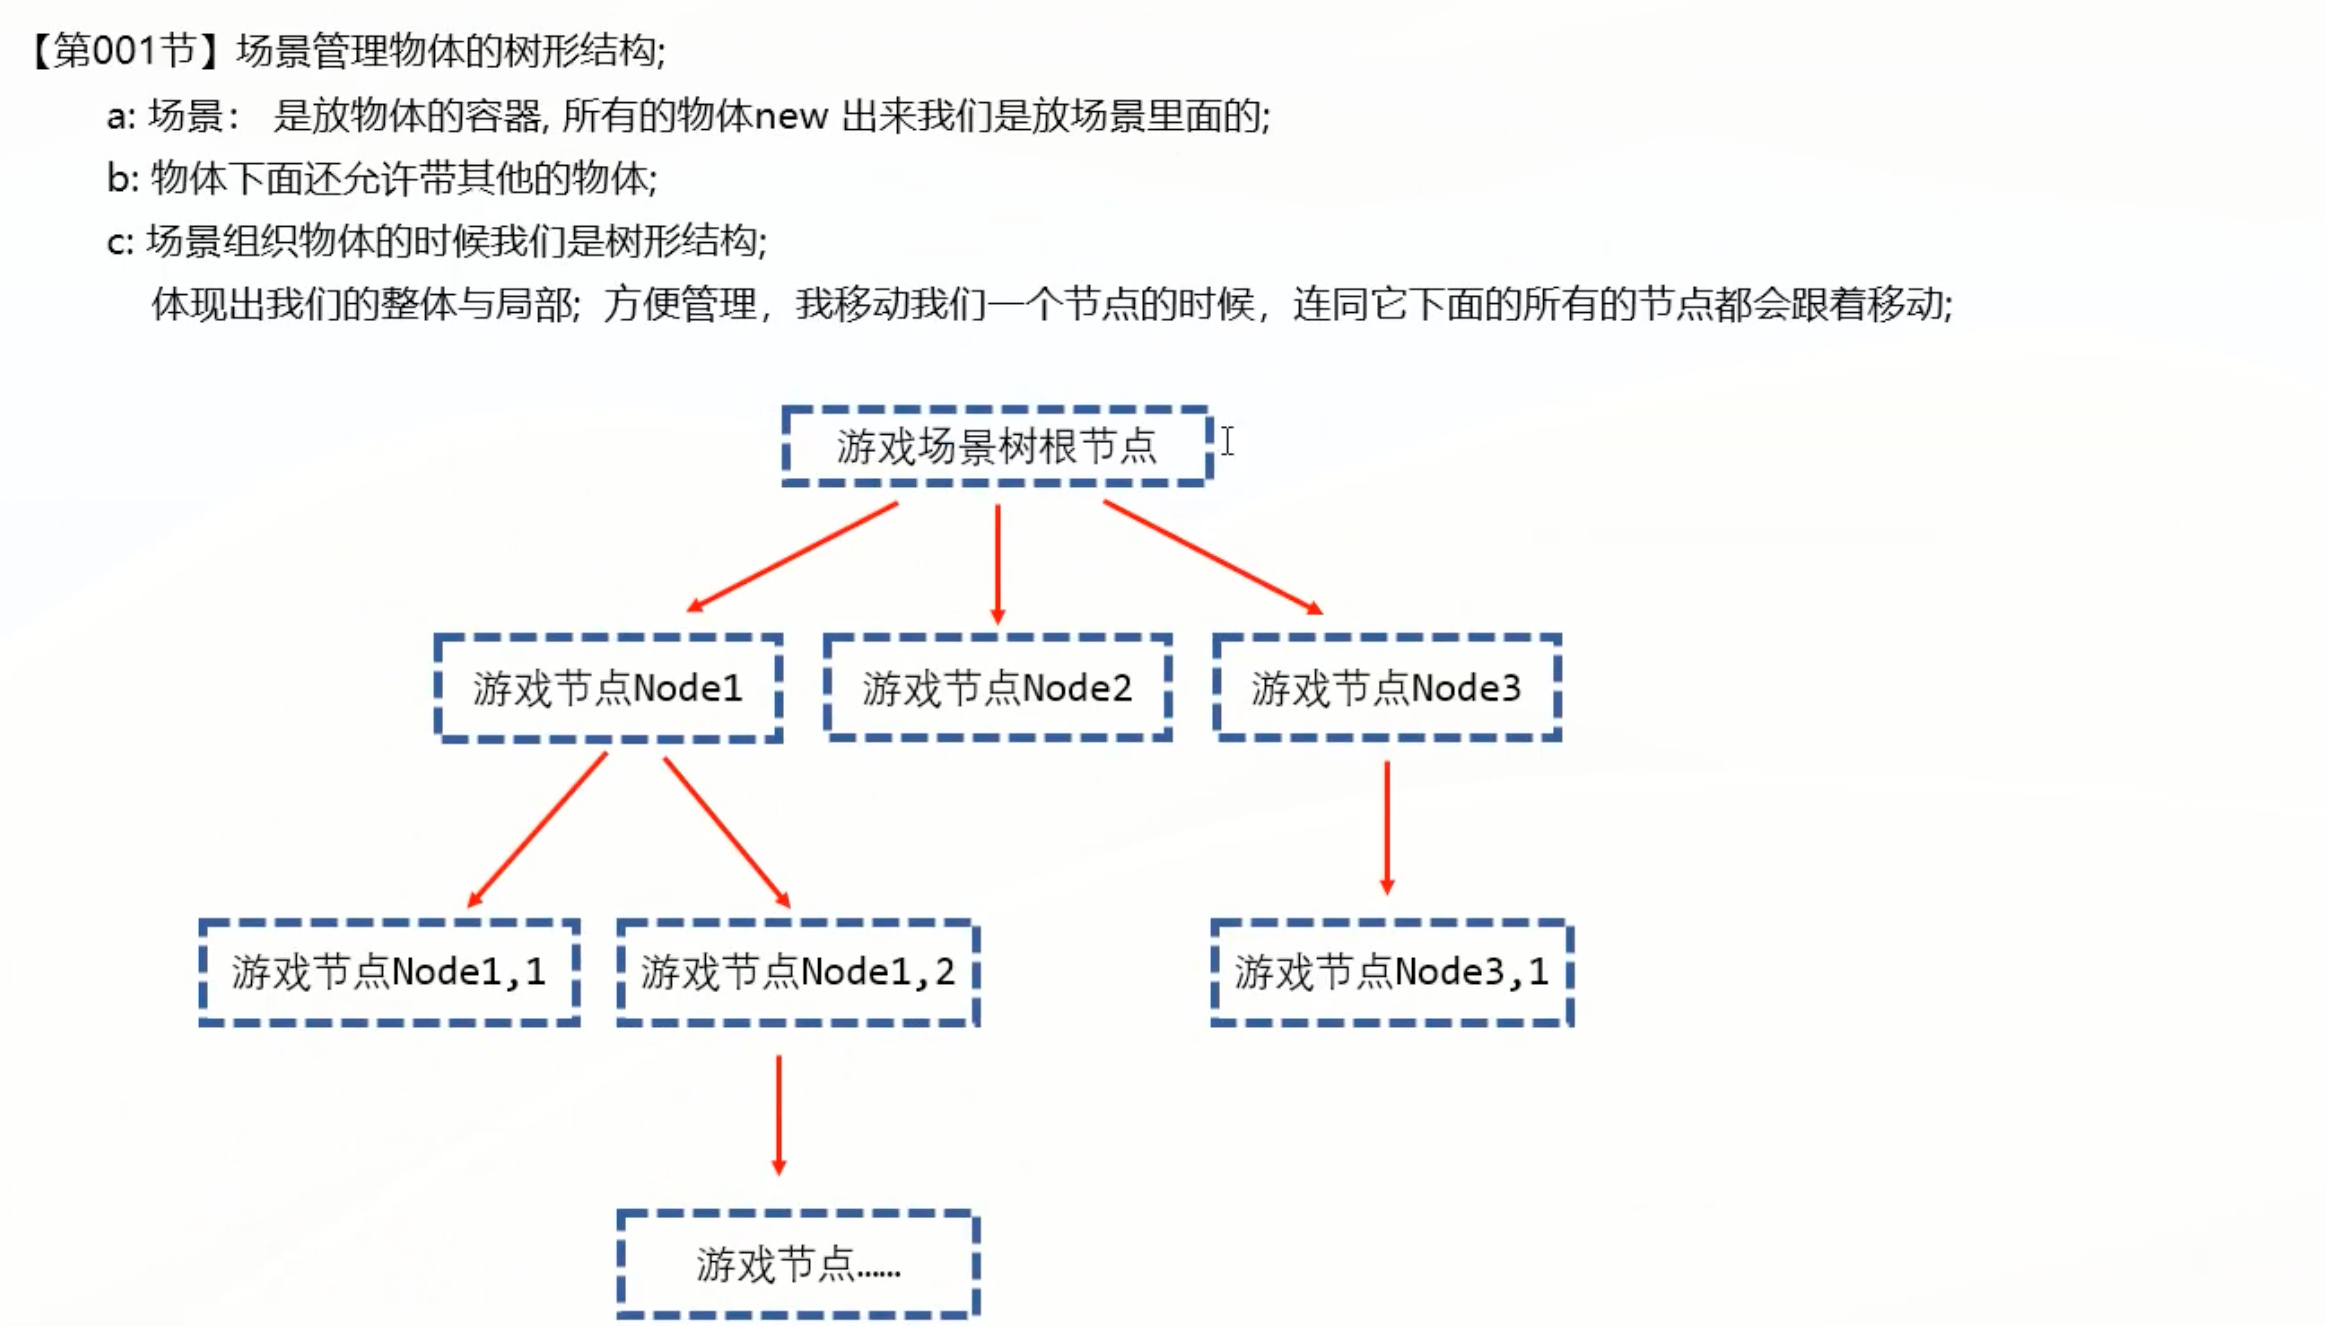 【第001节】场景管理物体的树形结构;
a: 场景： 是放物体的容器, 所有的物体new 出来我们是放场景里面的;
b: 物体下面还允许带其他的物体;
c: 场景组织物体的时候我们是树形结构;
体现出我们的整体与局部; 方便管理，我移动我们一个节点的时候，连同它下面的所有的节点都会跟着移动;
游戏场景树根节点
游戏节点Node1
游戏节点Node2
游戏节点Node3
游戏节点Node1,1
游戏节点Node1,2
游戏节点Node3,1
游戏节点……